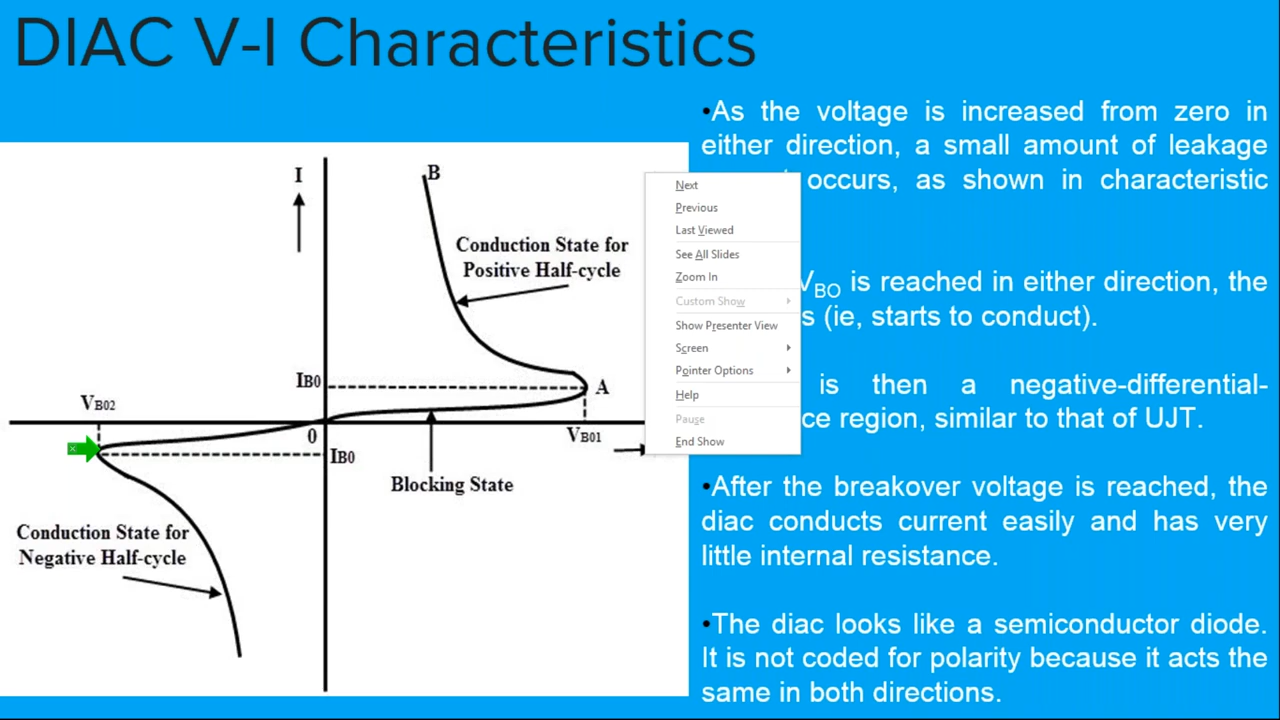 DIAC V-I Characteristics
•As the voltage is increased from zero in
either direction, a small amount of leakage
occurs, as shown in characteristic
V_BO is reached in either direction, the
s (ie, starts to conduct).
is then a negative-differential-
ce region, similar to that of UJT.
•After the breakover voltage is reached, the
diac conducts current easily and has very
little internal resistance.
•The diac looks like a semiconductor diode.
It is not coded for polarity because it acts the
same in both directions.
I
B
Conduction State for
Positive Half-cycle
IB0
A
VB02
0
VB01
IB0
Blocking State
Conduction State for
Negative Half-cycle
Next
Previous
Last Viewed
See All Slides
Zoom In
Custom Show
Show Presenter View
Screen
Pointer Options
Help
Pause
End Show